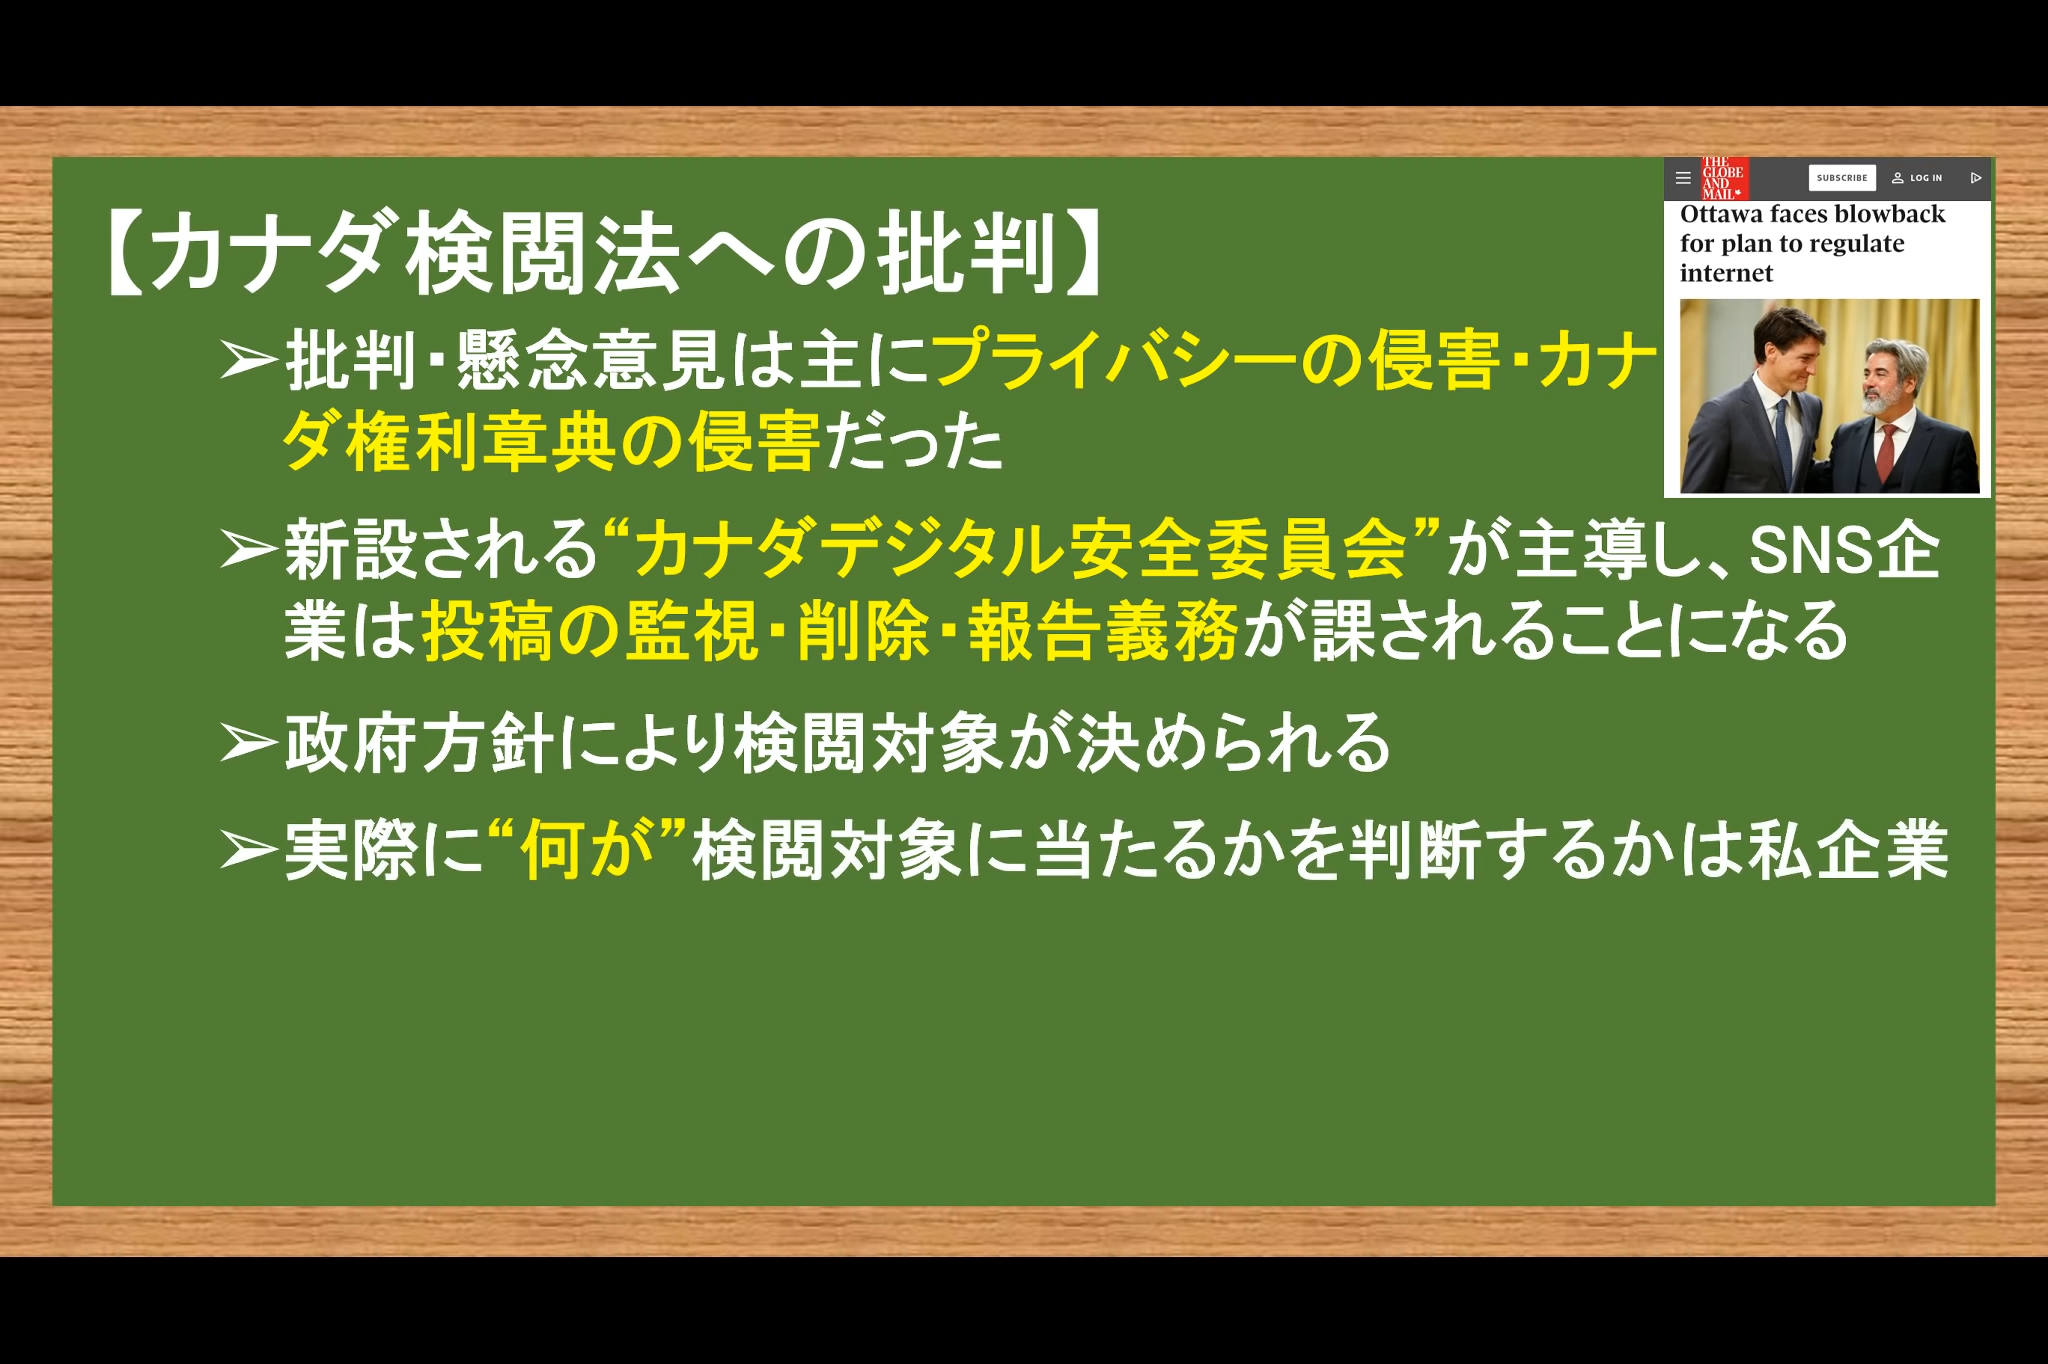 【カナダ検閲法への批判】
➢批判・懸念意見は主にプライバシーの侵害・カナ
ダ権利章典の侵害だった
➢新設される“カナダデジタル安全委員会”が主導し、SNS企
業は投稿の監視・削除・報告義務が課されることになる
➢政府方針により検閲対象が決められる
➢実際に“何が”検閲対象に当たるかを判断するかは私企業
THE
GLOBE
AND
MAIL
SUBSCRIBE
LOG IN
Ottawa faces blowback
for plan to regulate
internet